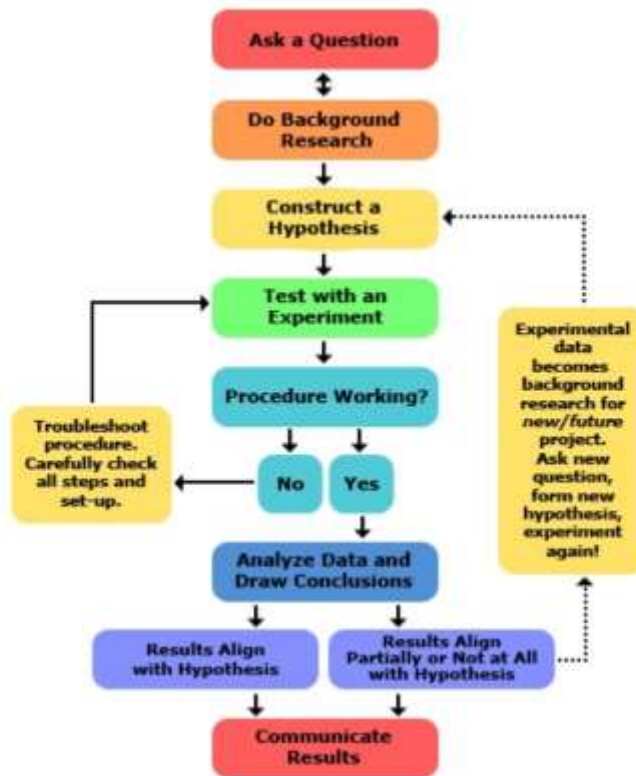 Ask a Question
Do Background
Research
Construct a
Hypothesis
Test with an
Experiment
Procedure Working?
Troubleshoot
procedure.
Carefully check
all steps and
set-up.
No
Yes
Experimental
data
becomes
background
research for
new/future
project.
Ask new
question,
form new
hypothesis,
experiment
again!
Analyze Data and
Draw Conclusions
Results Align
with Hypothesis
Results Align
Partially or Not at All
with Hypothesis
Communicate
Results